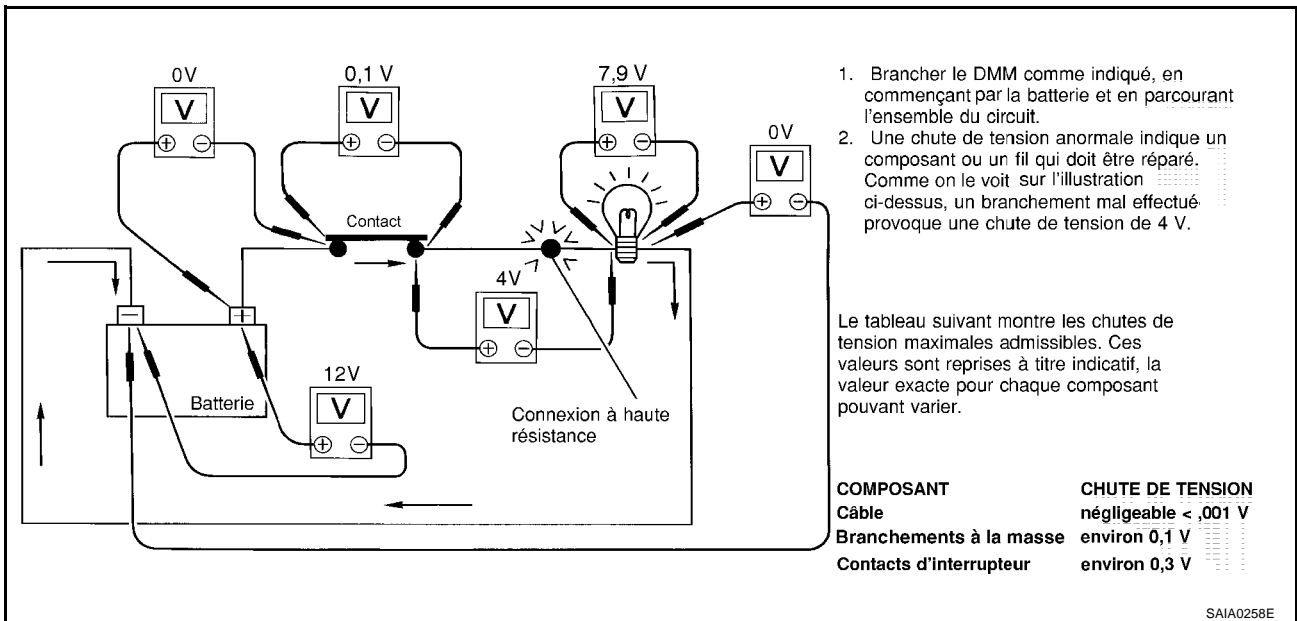 0V
0,1 V
7,9 V
0V
V
V
V
V
Contact
4V
V
12V
V
Batterie
Connexion à haute
résistance
1. Brancher le DMM comme indiqué, en
commençant par la batterie et en parcourant
l'ensemble du circuit.
2. Une chute de tension anormale indique un
composant ou un fil qui doit être réparé.
Comme on le voit sur l'illustration
ci-dessus, un branchement mal effectué
provoque une chute de tension de 4 V.
Le tableau suivant montre les chutes de
tension maximales admissibles. Ces
valeurs sont reprises à titre indicatif, la
valeur exacte pour chaque composant
pouvant varier.
COMPOSANT CHUTE DE TENSION
Câble négligeable < ,001 V
Branchements à la masse environ 0,1 V
Contacts d'interrupteur environ 0,3 V
SAIA0258E